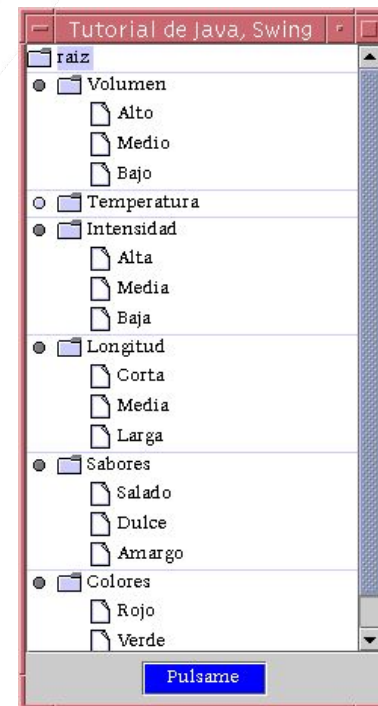 Tutorial de Java, Swing
raiz
Volumen
Alto
Medio
Bajo
Temperatura
Intensidad
Alta
Media
Baja
Longitud
Corta
Media
Larga
Sabores
Salado
Dulce
Amargo
Colores
Rojo
Verde
Pulsame